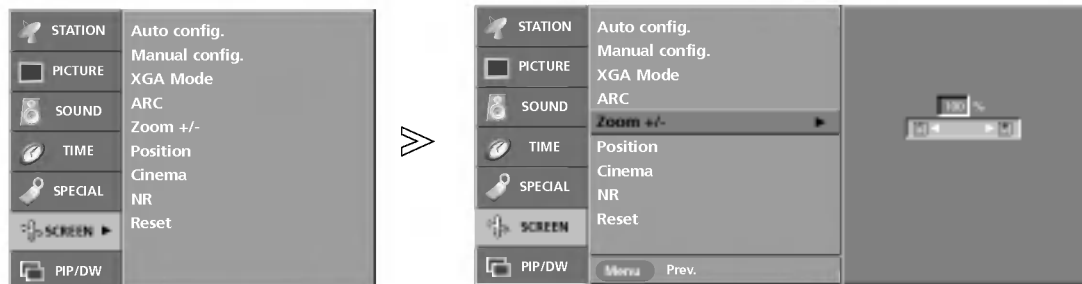 STATION
PICTURE
SOUND
TIME
SPECIAL
SCREEN
PIP/DW
Auto config.
Manual config.
XGA Mode
ARC
Zoom +/-
Position
Cinema
NR
Reset
STATION
PICTURE
SOUND
TIME
SPECIAL
SCREEN
PIP/DW
Auto config.
Manual config.
XGA Mode
ARC
Zoom +/-
Position
Cinema
NR
Reset
Menu Prev.
100 %